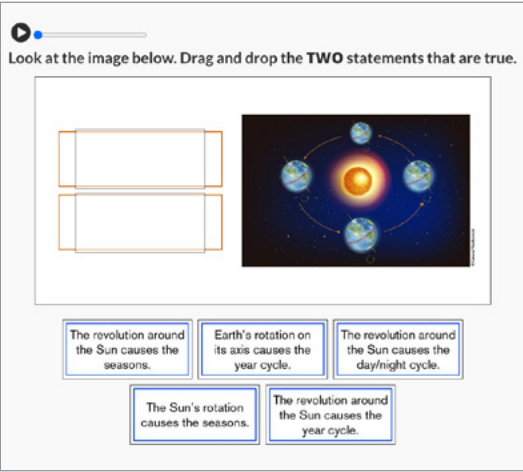 Look at the image below. Drag and drop the TWO statements that are true.
The revolution around
the Sun causes the
seasons.
Earth's rotation on
its axis causes the
year cycle.
The revolution around
the Sun causes the
day/night cycle.
The Sun's rotation
causes the seasons.
The revolution around
the Sun causes the
year cycle.